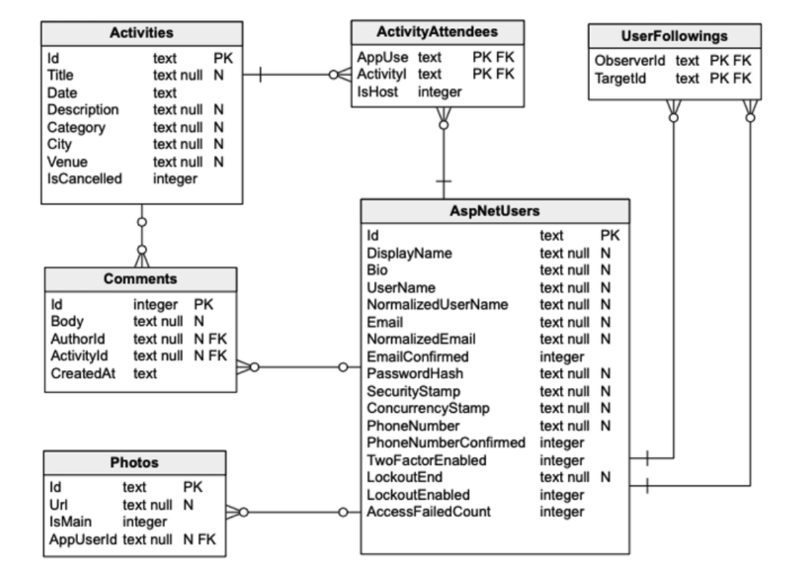 Activities
Id text PK
Title text null N
Date text
Description text null N
Category text null N
City text null N
Venue text null N
IsCancelled integer
ActivityAttendees
AppUse text PK FK
ActivityI text PK FK
IsHost integer
UserFollowings
ObserverId text PK FK
TargetId text PK FK
AspNetUsers
Id text PK
DisplayName text null N
Bio text null N
UserName text null N
NormalizedUserName text null N
Email text null N
NormalizedEmail text null N
EmailConfirmed integer
PasswordHash text null N
SecurityStamp text null N
ConcurrencyStamp text null N
PhoneNumber text null N
PhoneNumberConfirmed integer
TwoFactorEnabled integer
LockoutEnd text null N
LockoutEnabled integer
AccessFailedCount integer
Comments
Id integer PK
Body text null N
AuthorId text null N FK
ActivityId text null N FK
CreatedAt text
Photos
Id text PK
Url text null N
IsMain integer
AppUserId text null N FK